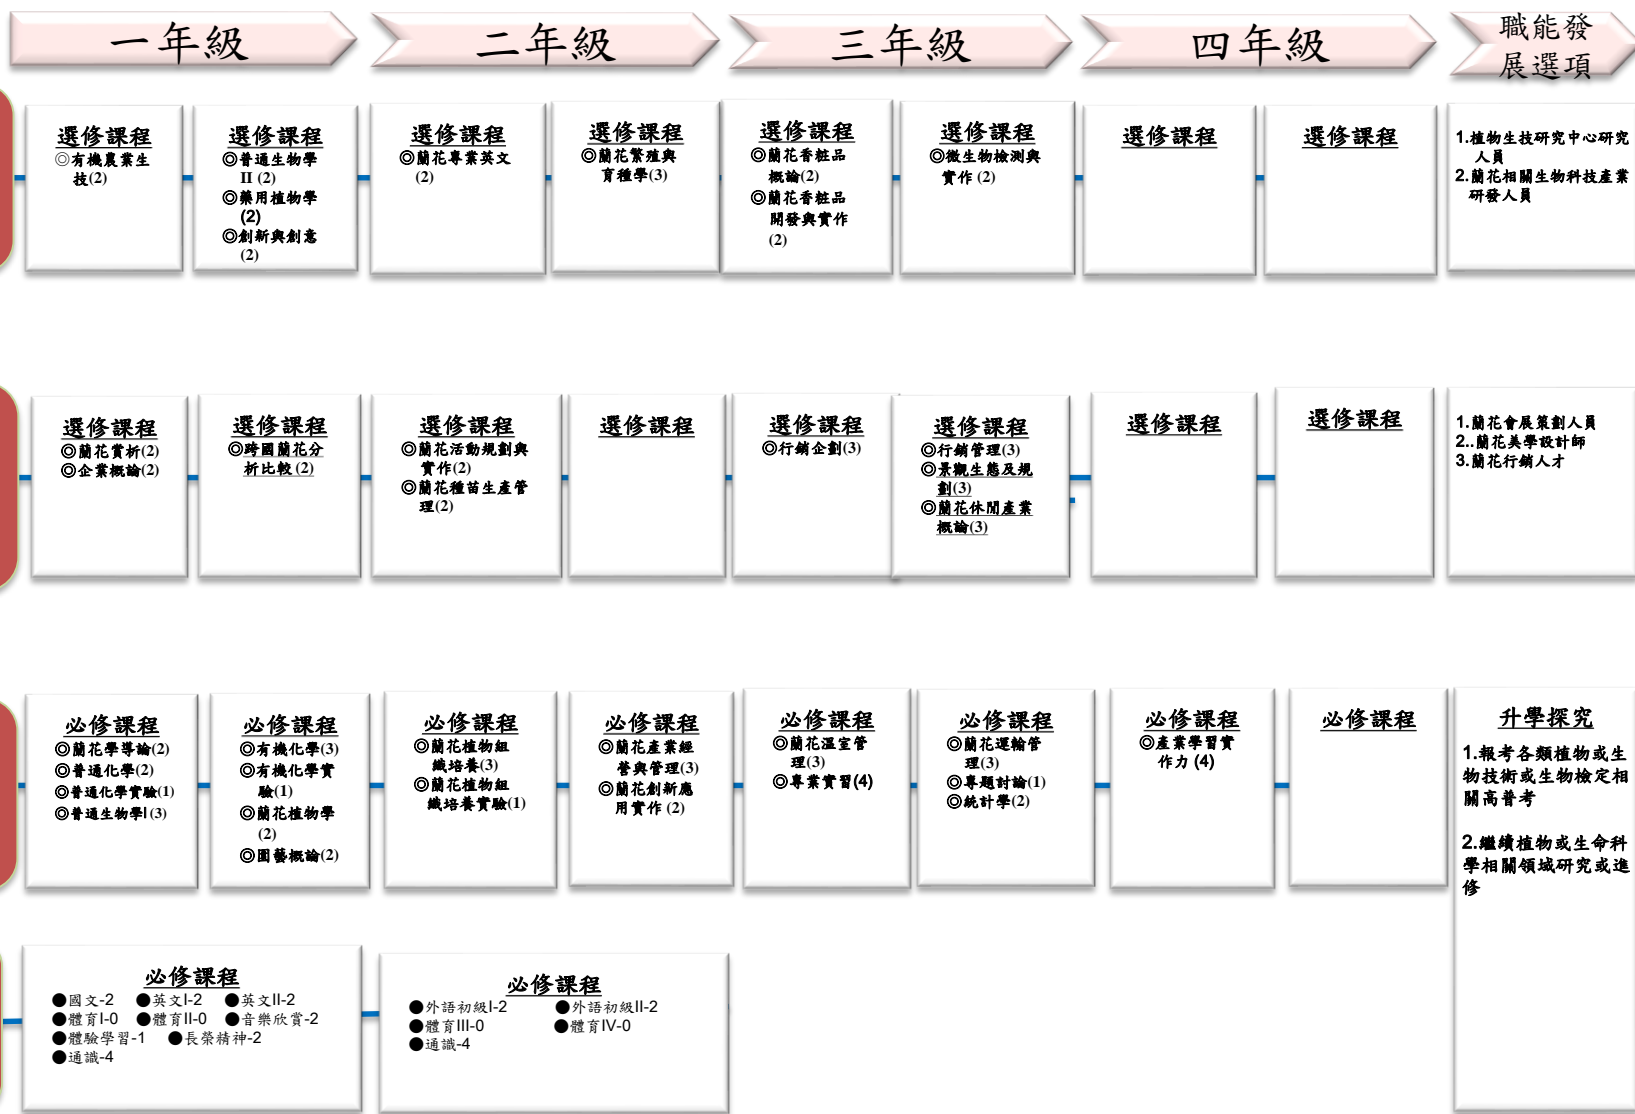 一年級
二年級
三年級
四年級
職能發
展選項
選修課程
◎有機農業生
技(2)
選修課程
◎普通生物學
II (2)
◎藥用植物學
(2)
◎創新與創意
(2)
選修課程
◎蘭花專業英文
(2)
選修課程
◎蘭花繁殖與
育種學(3)
選修課程
◎蘭花香粧品
概論(2)
◎蘭花香粧品
開發與實作
(2)
選修課程
◎微生物檢測與
實作 (2)
選修課程
選修課程
1.植物生技研究中心研究
人員
2.蘭花相關生物科技產業
研發人員
選修課程
◎蘭花賞析(2)
◎企業概論(2)
選修課程
◎跨國蘭花分
析比較 (2)
選修課程
◎蘭花活動規劃與
實作(2)
◎蘭花種苗生產管
理(2)
選修課程
選修課程
◎行銷企劃(3)
選修課程
◎行銷管理(3)
◎景觀生態及規
劃(3)
◎蘭花休閒產業
概論(3)
選修課程
選修課程
1.蘭花會展策劃人員
2..蘭花美學設計師
3.蘭花行銷人才
必修課程
◎蘭花學導論(2)
◎普通化學(2)
◎普通化學實驗(1)
◎普通生物學I (3)
必修課程
◎有機化學(3)
◎有機化學實
驗(1)
◎蘭花植物學
(2)
◎園藝概論(2)
必修課程
◎蘭花植物組
織培養(3)
◎蘭花植物組
織培養實驗(1)
必修課程
◎蘭花產業經
營與管理(3)
◎蘭花創新應
用實作 (2)
必修課程
◎蘭花溫室管
理(3)
◎專業實習(4)
必修課程
◎蘭花運輸管
理(3)
◎專題討論(1)
◎統計學(2)
必修課程
◎產業學習實
作力 (4)
必修課程
升學探究
1.報考各類植物或生
物技術或生物檢定相
關高普考
2.繼續植物或生命科
學相關領域研究或進
修
必修課程
●國文-2 ●英文I-2 ●英文II-2
●體育I-0 ●體育II-0 ●音樂欣賞-2
●體驗學習-1 ●長榮精神-2
●通識-4
必修課程
●外語初級I-2 ●外語初級II-2
●體育III-0 ●體育IV-0
●通識-4